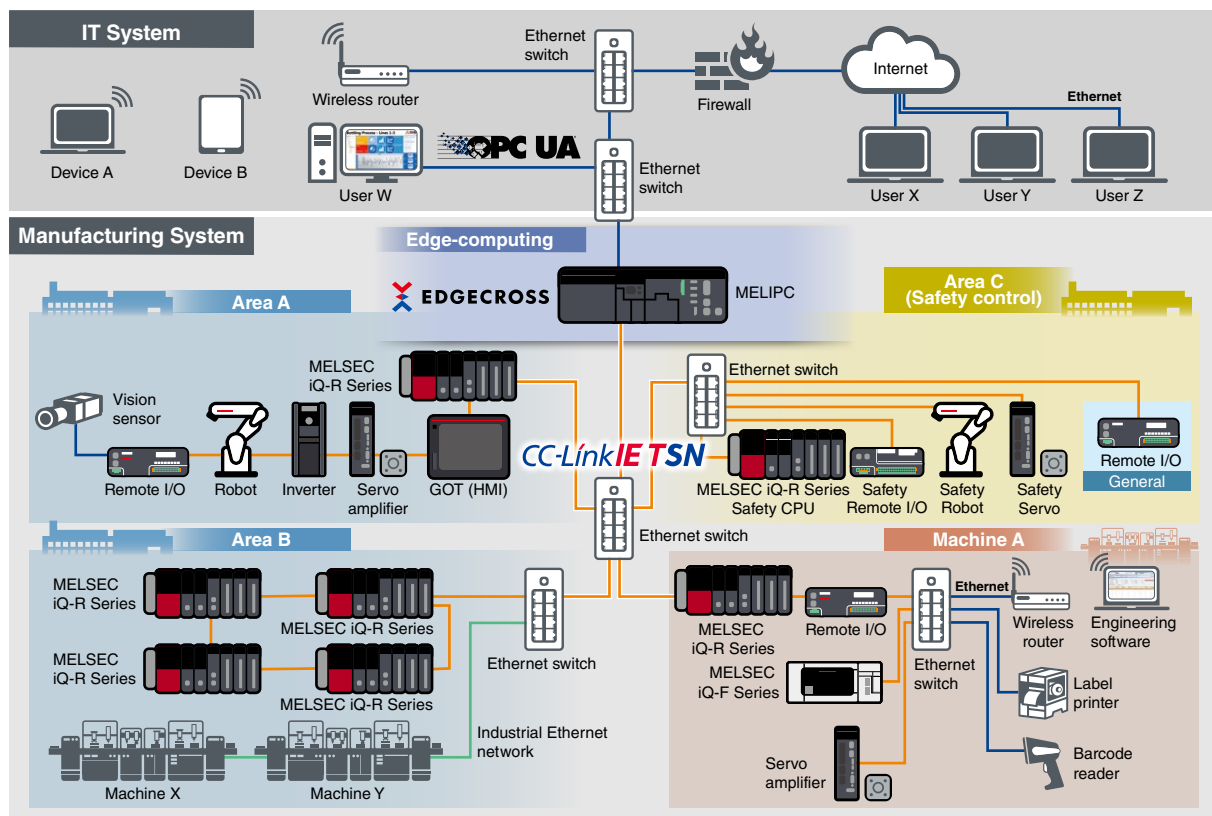 IT System
Ethernet
switch
Internet
Wireless router
Firewall
Ethernet
Device A
Device B
User W
OPC UA
Ethernet
switch
User X
User Y
User Z
Manufacturing System
Edge-computing
EDGECROSS
MELIPC
Area A
Area C
(Safety control)
MELSEC
iQ-R Series
Vision
sensor
Remote I/O
Robot
Inverter
Servo
amplifier
GOT (HMI)
CC-Link IE TSN
Ethernet switch
MELSEC iQ-R Series
Safety CPU
Safety
Remote I/O
Safety
Robot
Safety
Servo
Remote I/O
General
Ethernet switch
Area B
MELSEC
iQ-R Series
MELSEC iQ-R Series
MELSEC
iQ-R Series
MELSEC iQ-R Series
Ethernet switch
Industrial Ethernet
network
Machine X
Machine Y
Machine A
MELSEC
iQ-R Series
Remote I/O
Ethernet
Wireless
router
Engineering
software
MELSEC
iQ-F Series
Ethernet
switch
Label
printer
Servo
amplifier
Barcode
reader